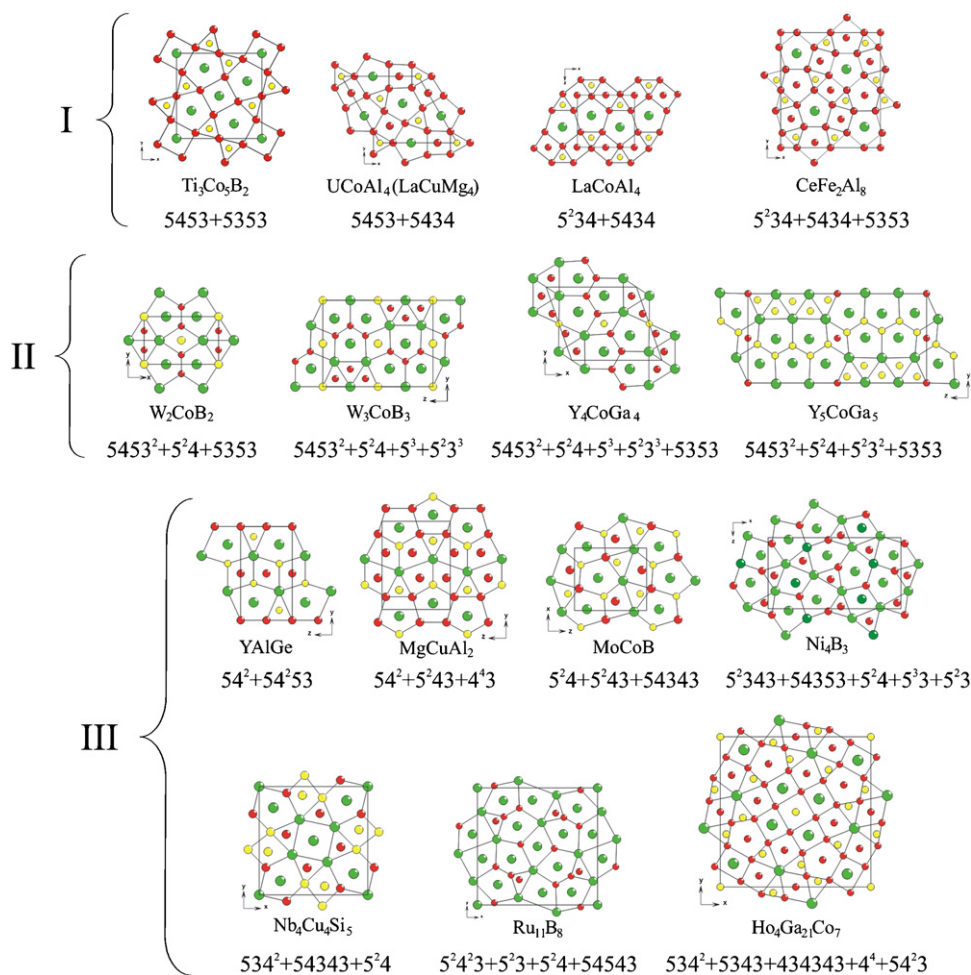 I
Ti₃Co₅B₂ UCoAl₄(LaCuMg₄) LaCoAl₄ CeFe₂Al₈
5453+5353 5453+5434 5²34+5434 5²34+5434+5353
II
W₂CoB₂ W₃CoB₃ Y₄CoGa₄ Y₅CoGa₅
5453²+5²4+5353 5453²+5²4+5³+5²3³ 5453²+5²4+5³+5²3³+5353 5453²+5²4+5²3²+5353
III
YAlGe MgCuAl₂ MoCoB Ni₄B₃
54²+54²53 54²+5²43+4⁴3 5²4+5²43+54343 5²343+54353+5²4+5³3+5²3
Nb₄Cu₄Si₅ Ru₁₁B₈ Ho₄Ga₂₁Co₇
534²+54343+5²4 5²4²3+5²3+5²4+54543 534²+5343+434343+4⁴+54²3